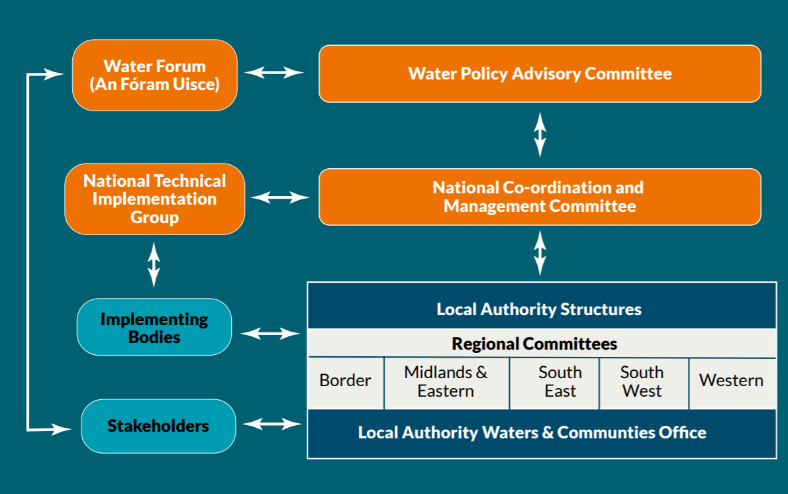 Water Forum
(An Fóram Uisce)
Water Policy Advisory Committee
National Technical
Implementation
Group
National Co-ordination and
Management Committee
Implementing
Bodies
Local Authority Structures
Regional Committees
Border
Midlands &
Eastern
South
East
South
West
Western
Stakeholders
Local Authority Waters & Communties Office